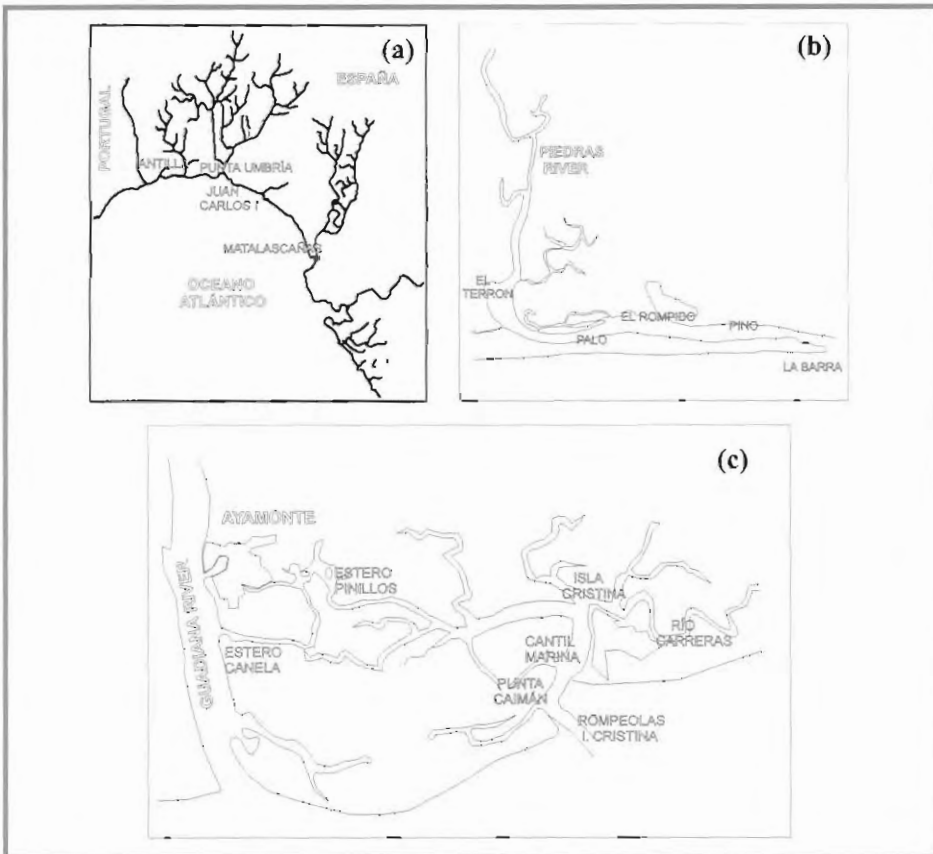 (a)
ESPAÑA
PORTUGAL
ANTILL
PUNTA UMBRÍA
JUAN
CARLOS I
MATALASCAÑAS
OCEANO
ATLÁNTICO
(b)
PIEDRAS
RIVER
EL
TERRON
EL ROMPIDO
PINO
PALO
LA BARRA
(c)
AYAMONTE
GUADIANA RIVER
ESTERO
PINILLOS
ISLA
CRISTINA
RÍO
CARRERAS
ESTERO
CANELA
CANTIL
MARINA
PUNTA
CAIMÁN
ROMPEOLAS
I. CRISTINA